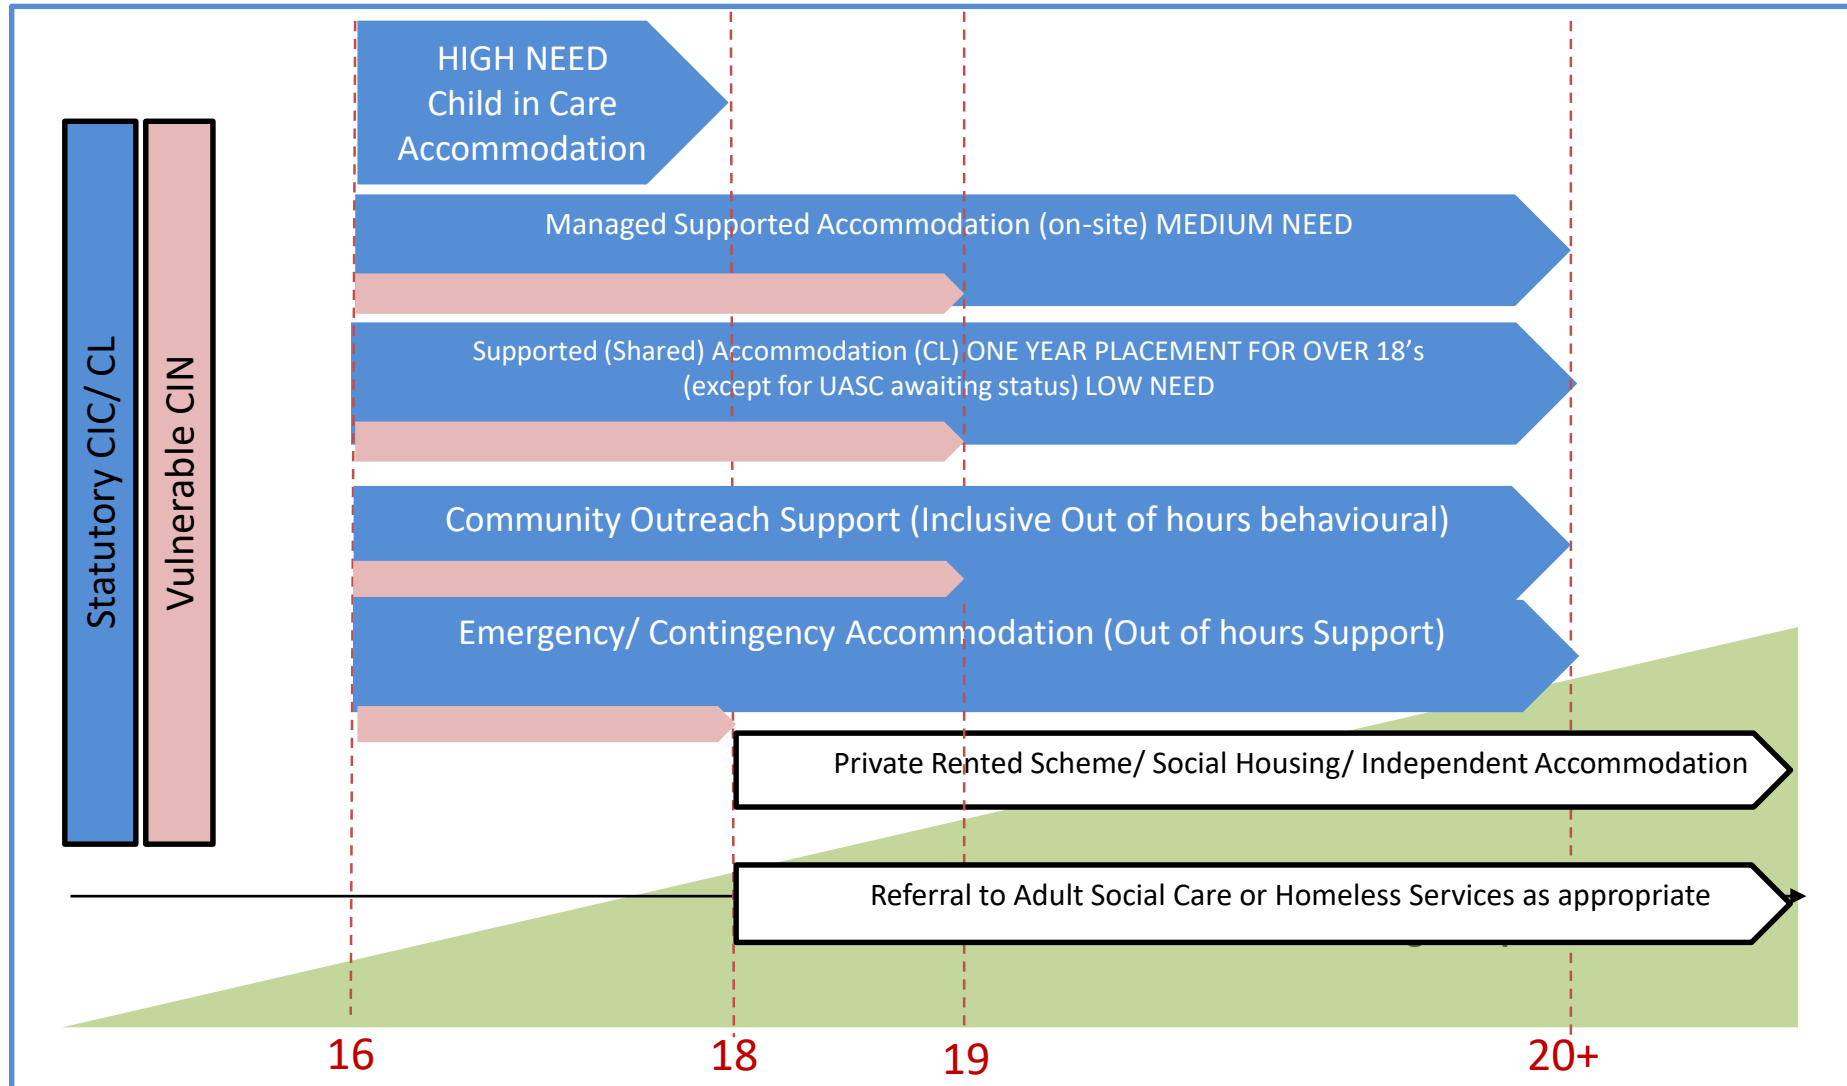 HIGH NEED
Child in Care
Accommodation
Statutory CIC/ CL
Vulnerable CIN
Managed Supported Accommodation (on-site) MEDIUM NEED
Supported (Shared) Accommodation (CL) ONE YEAR PLACEMENT FOR OVER 18’s
(except for UASC awaiting status) LOW NEED
Community Outreach Support (Inclusive Out of hours behavioural)
Emergency/ Contingency Accommodation (Out of hours Support)
Private Rented Scheme/ Social Housing/ Independent Accommodation
Referral to Adult Social Care or Homeless Services as appropriate
16
18
19
20+